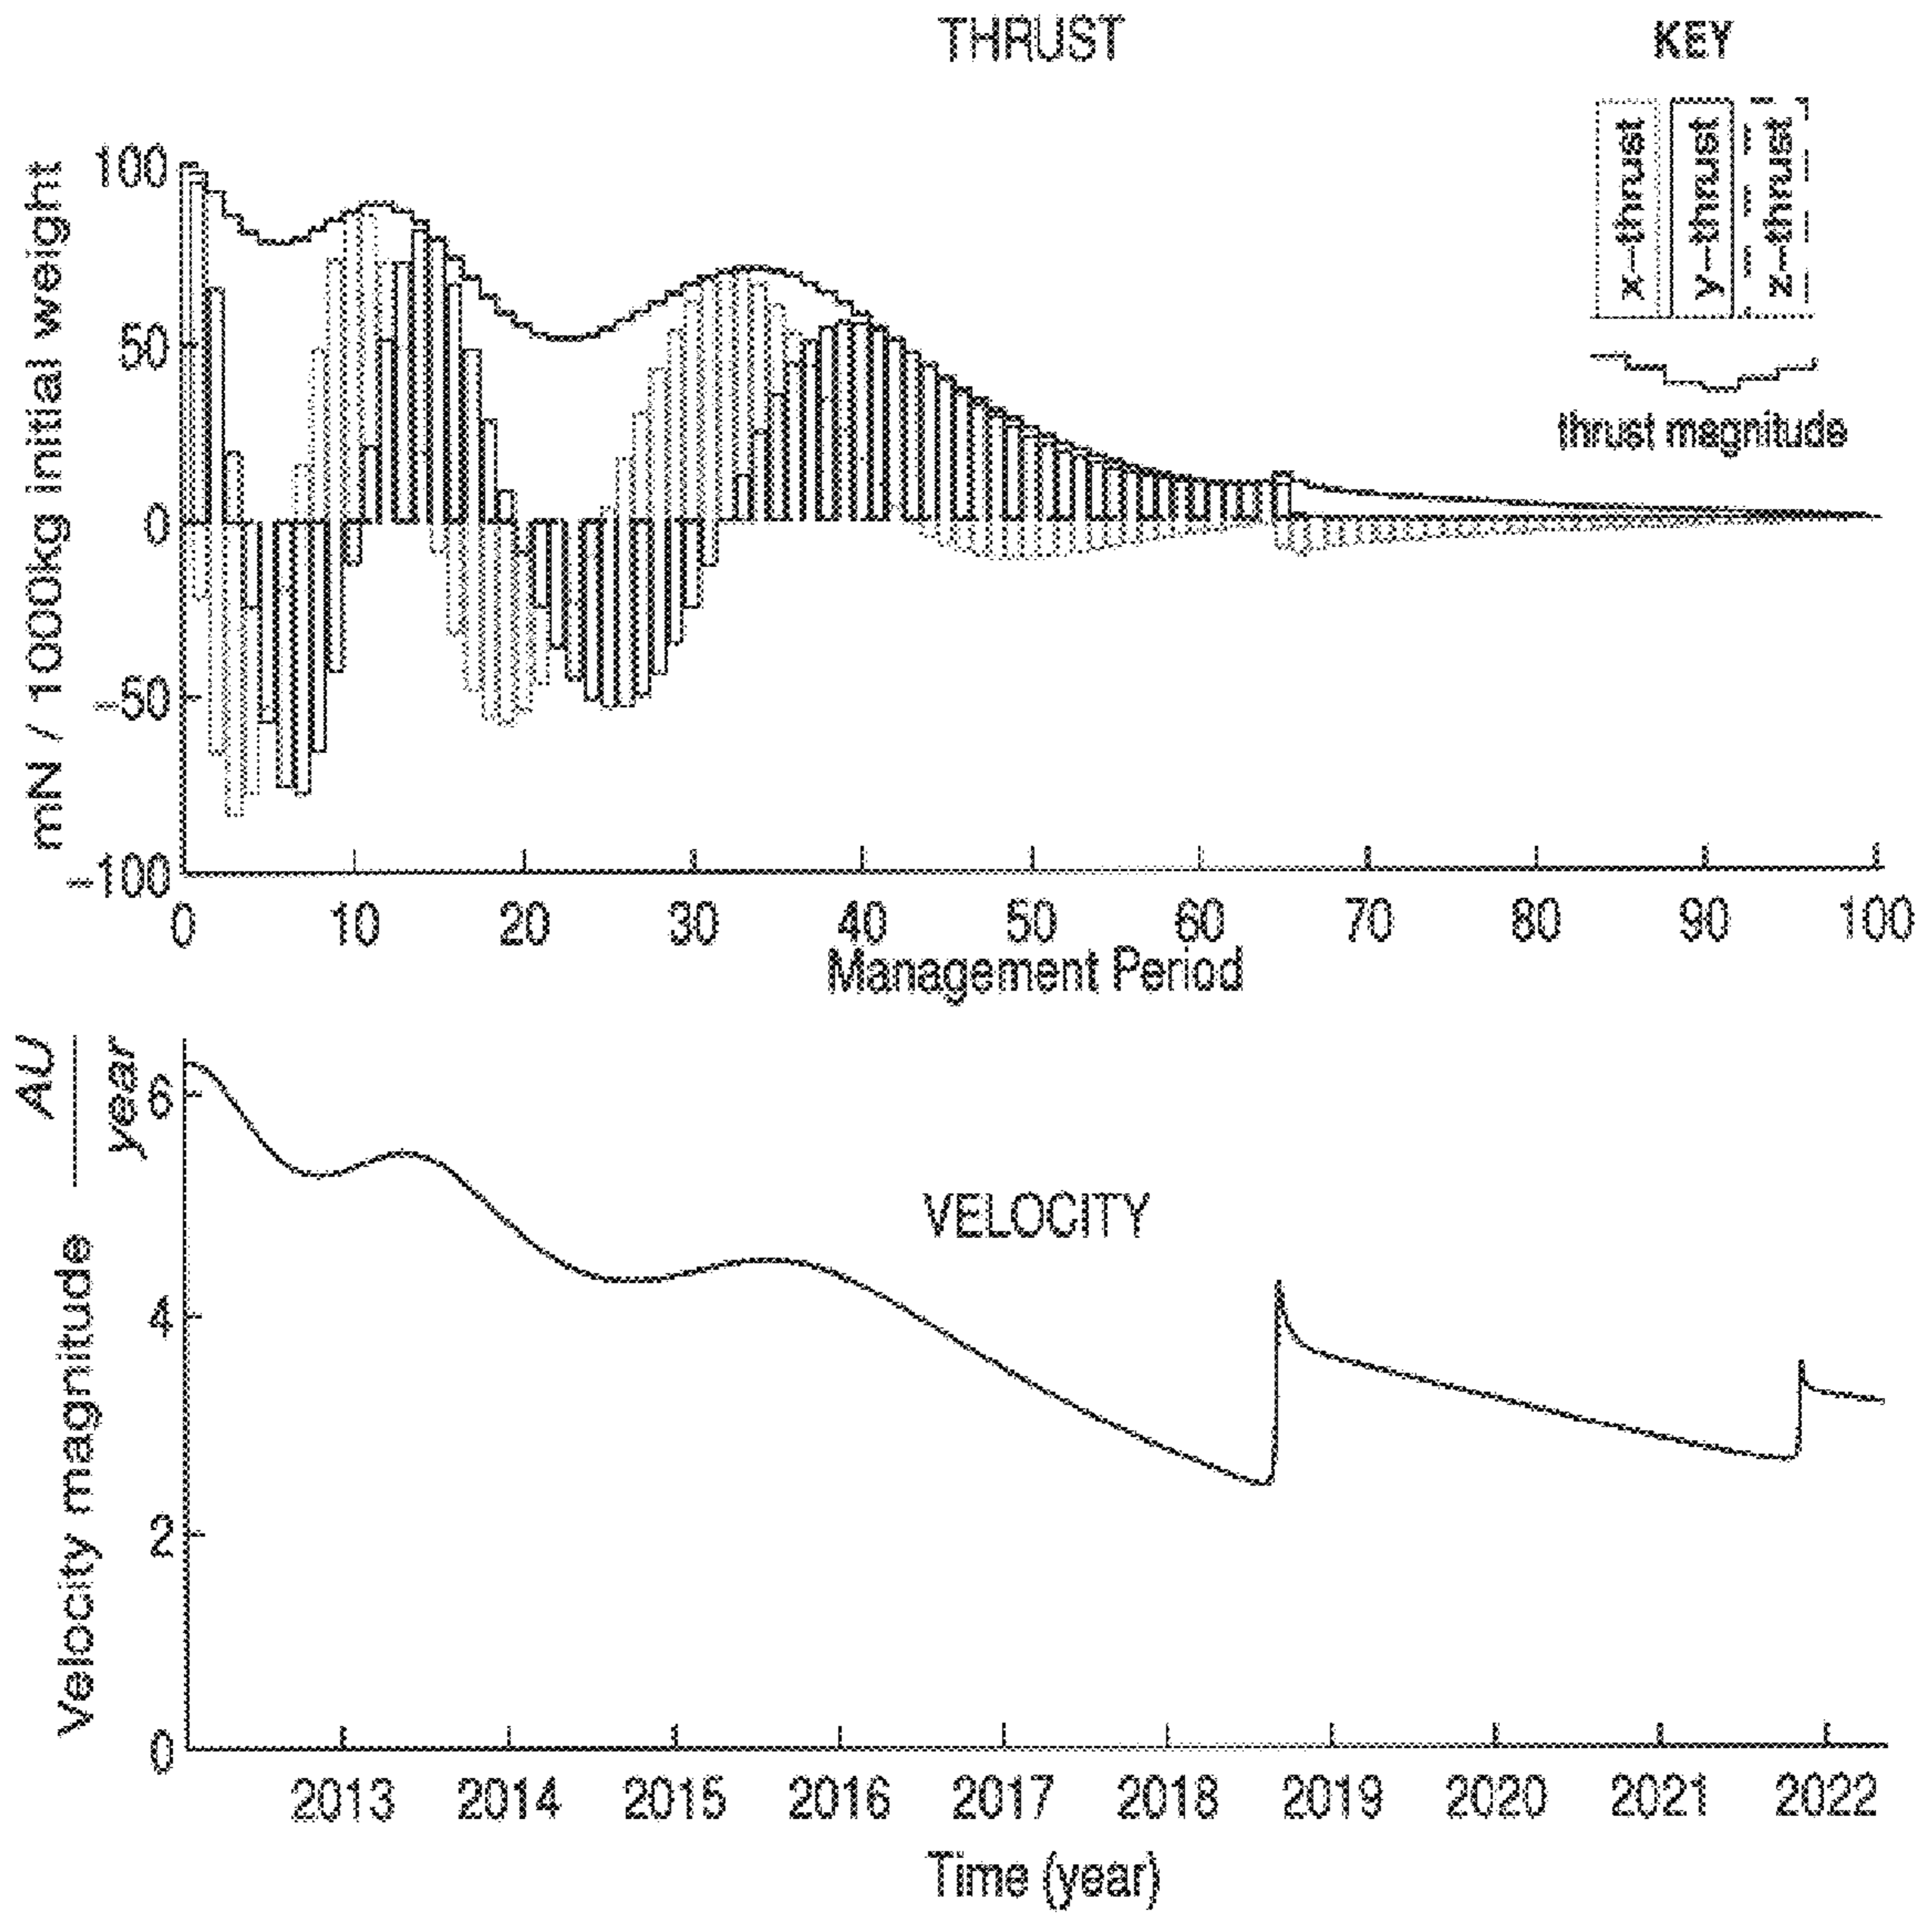 THRUST
KEY
x-thrust
y-thrust
z-thrust
thrust magnitude
mN / 1000kg initial weight
100
50
0
-50
-100
0 10 20 30 40 50 60 70 80 90 100
Management Period
Velocity magnitude AU
year
VELOCITY
6
4
2
0
2013 2014 2015 2016 2017 2018 2019 2020 2021 2022
Time (year)